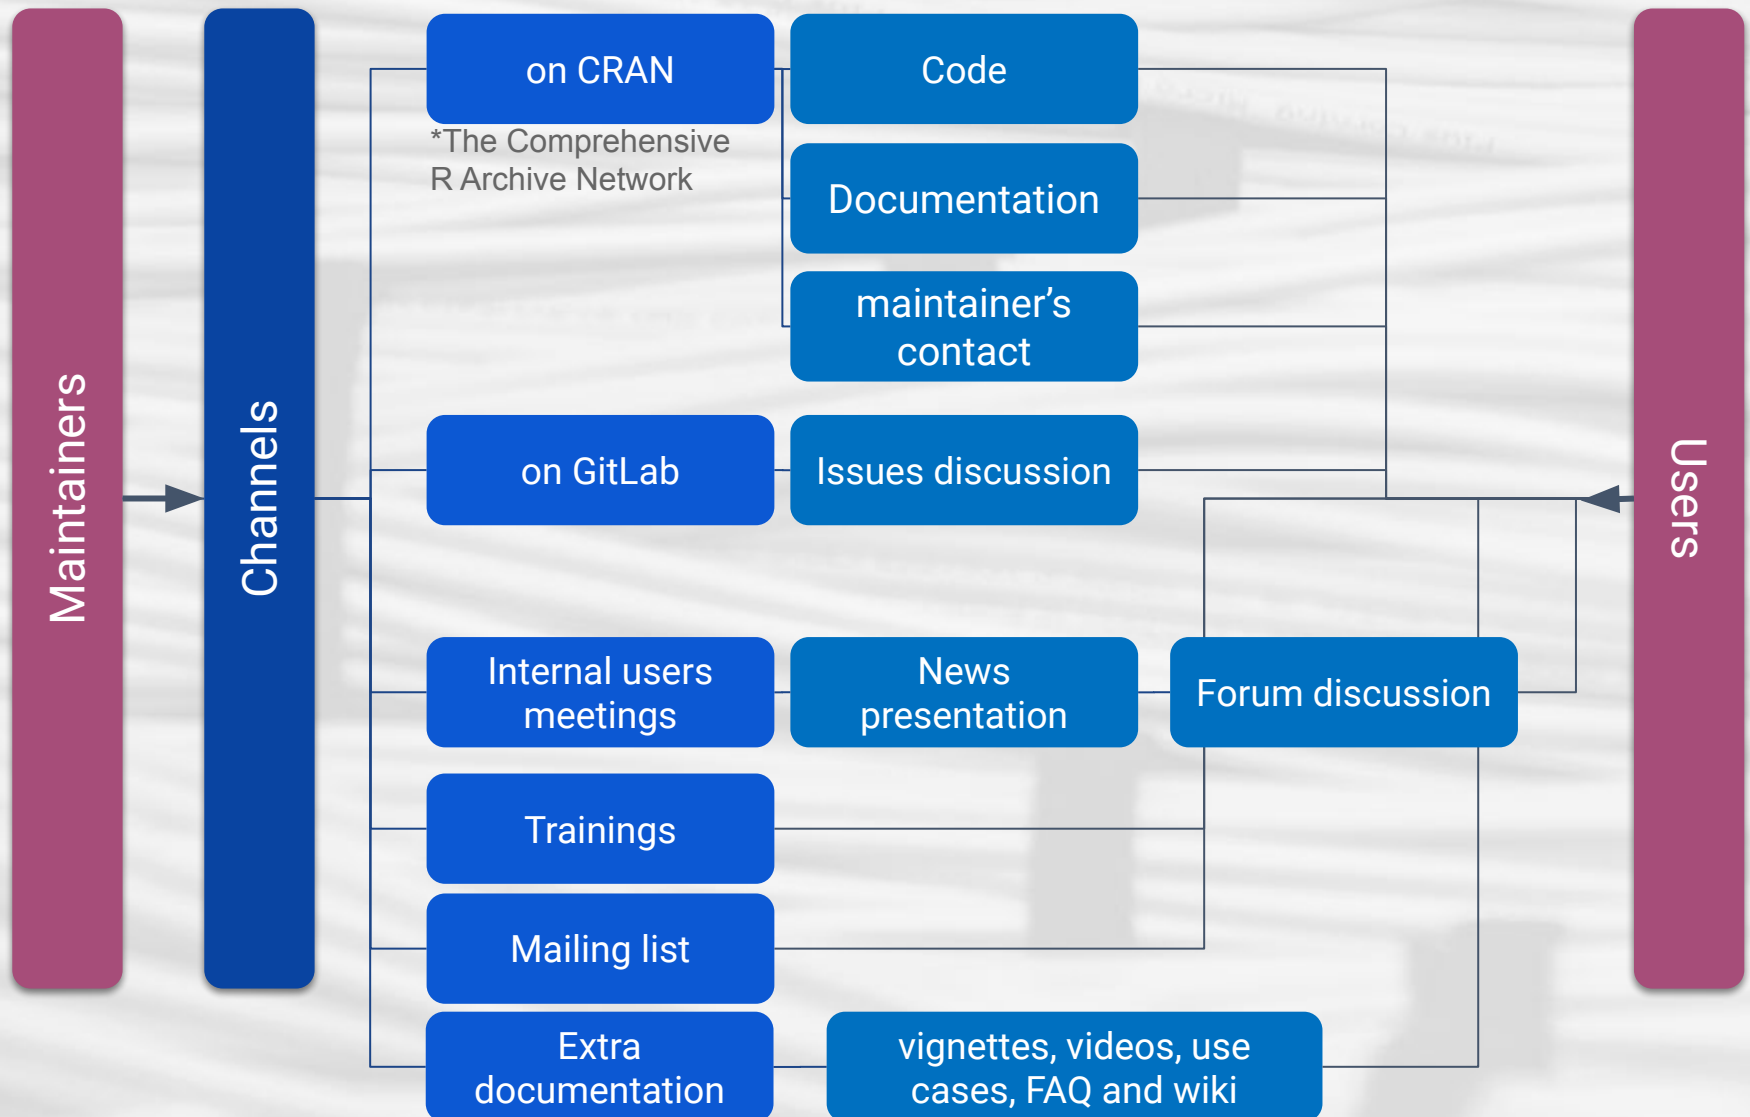 Maintainers
Channels
on CRAN
*The Comprehensive
R Archive Network
Code
Documentation
maintainer's
contact
on GitLab
Issues discussion
Internal users
meetings
News
presentation
Forum discussion
Trainings
Mailing list
Extra
documentation
vignettes, videos, use
cases, FAQ and wiki
Users